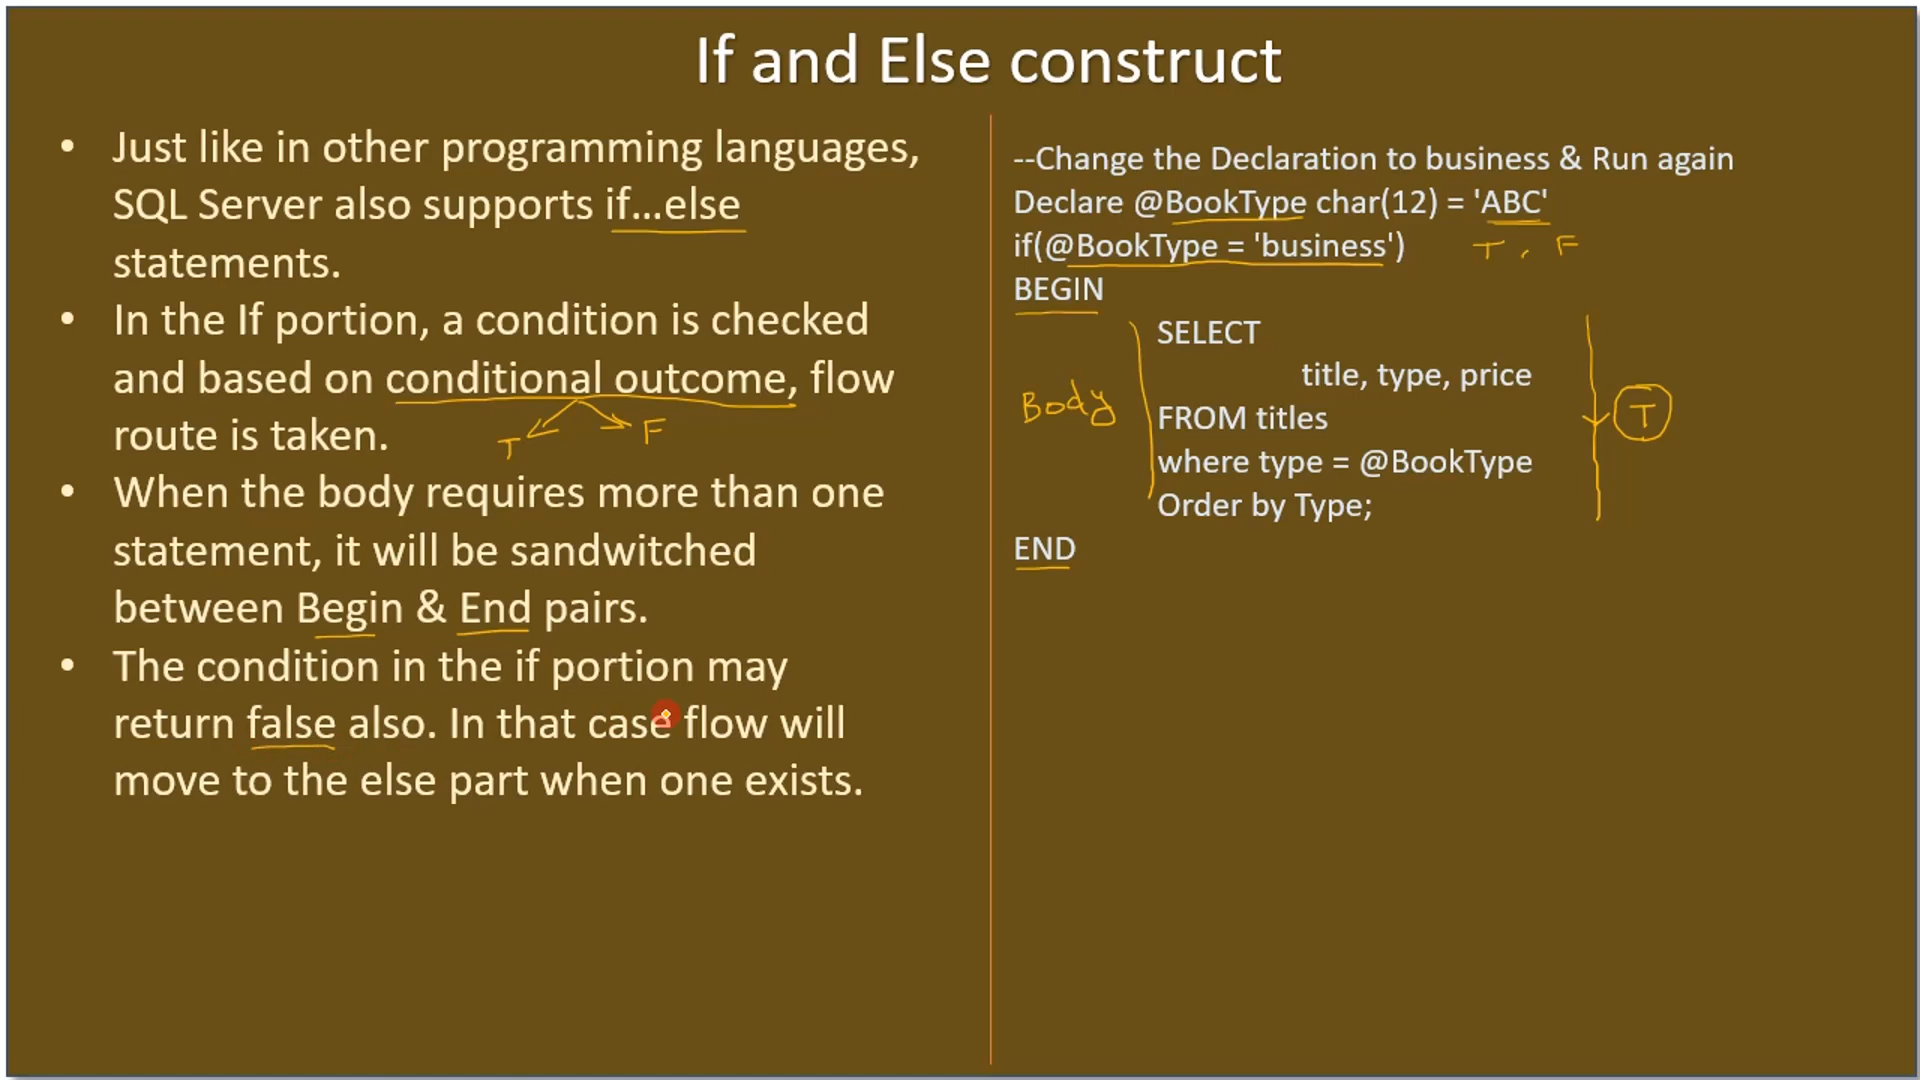 If and Else construct
• Just like in other programming languages,
SQL Server also supports if...else
statements.
• In the If portion, a condition is checked
and based on conditional outcome, flow
route is taken.
T F
• When the body requires more than one
statement, it will be sandwitched
between Begin & End pairs.
• The condition in the if portion may
return false also. In that case flow will
move to the else part when one exists.
--Change the Declaration to business & Run again
Declare @BookType char(12) = 'ABC'
if(@BookType = 'business') T , F
BEGIN
SELECT
title, type, price
Body FROM titles T
where type = @BookType
Order by Type;
END